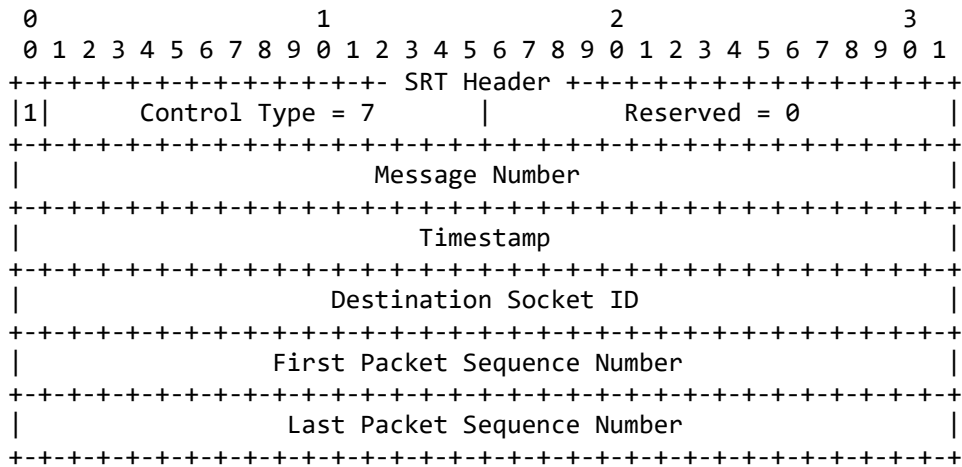 0                   1                   2                   3
 0 1 2 3 4 5 6 7 8 9 0 1 2 3 4 5 6 7 8 9 0 1 2 3 4 5 6 7 8 9 0 1
+-+-+-+-+-+-+-+-+-+-+-+-+- SRT Header +-+-+-+-+-+-+-+-+-+-+-+-+-+
|1|      Control Type = 7       |         Reserved = 0          |
+-+-+-+-+-+-+-+-+-+-+-+-+-+-+-+-+-+-+-+-+-+-+-+-+-+-+-+-+-+-+-+-+
|                        Message Number                         |
+-+-+-+-+-+-+-+-+-+-+-+-+-+-+-+-+-+-+-+-+-+-+-+-+-+-+-+-+-+-+-+-+
|                           Timestamp                           |
+-+-+-+-+-+-+-+-+-+-+-+-+-+-+-+-+-+-+-+-+-+-+-+-+-+-+-+-+-+-+-+-+
|                     Destination Socket ID                     |
+-+-+-+-+-+-+-+-+-+-+-+-+-+-+-+-+-+-+-+-+-+-+-+-+-+-+-+-+-+-+-+-+
|                 First Packet Sequence Number                  |
+-+-+-+-+-+-+-+-+-+-+-+-+-+-+-+-+-+-+-+-+-+-+-+-+-+-+-+-+-+-+-+-+
|                  Last Packet Sequence Number                  |
+-+-+-+-+-+-+-+-+-+-+-+-+-+-+-+-+-+-+-+-+-+-+-+-+-+-+-+-+-+-+-+-+